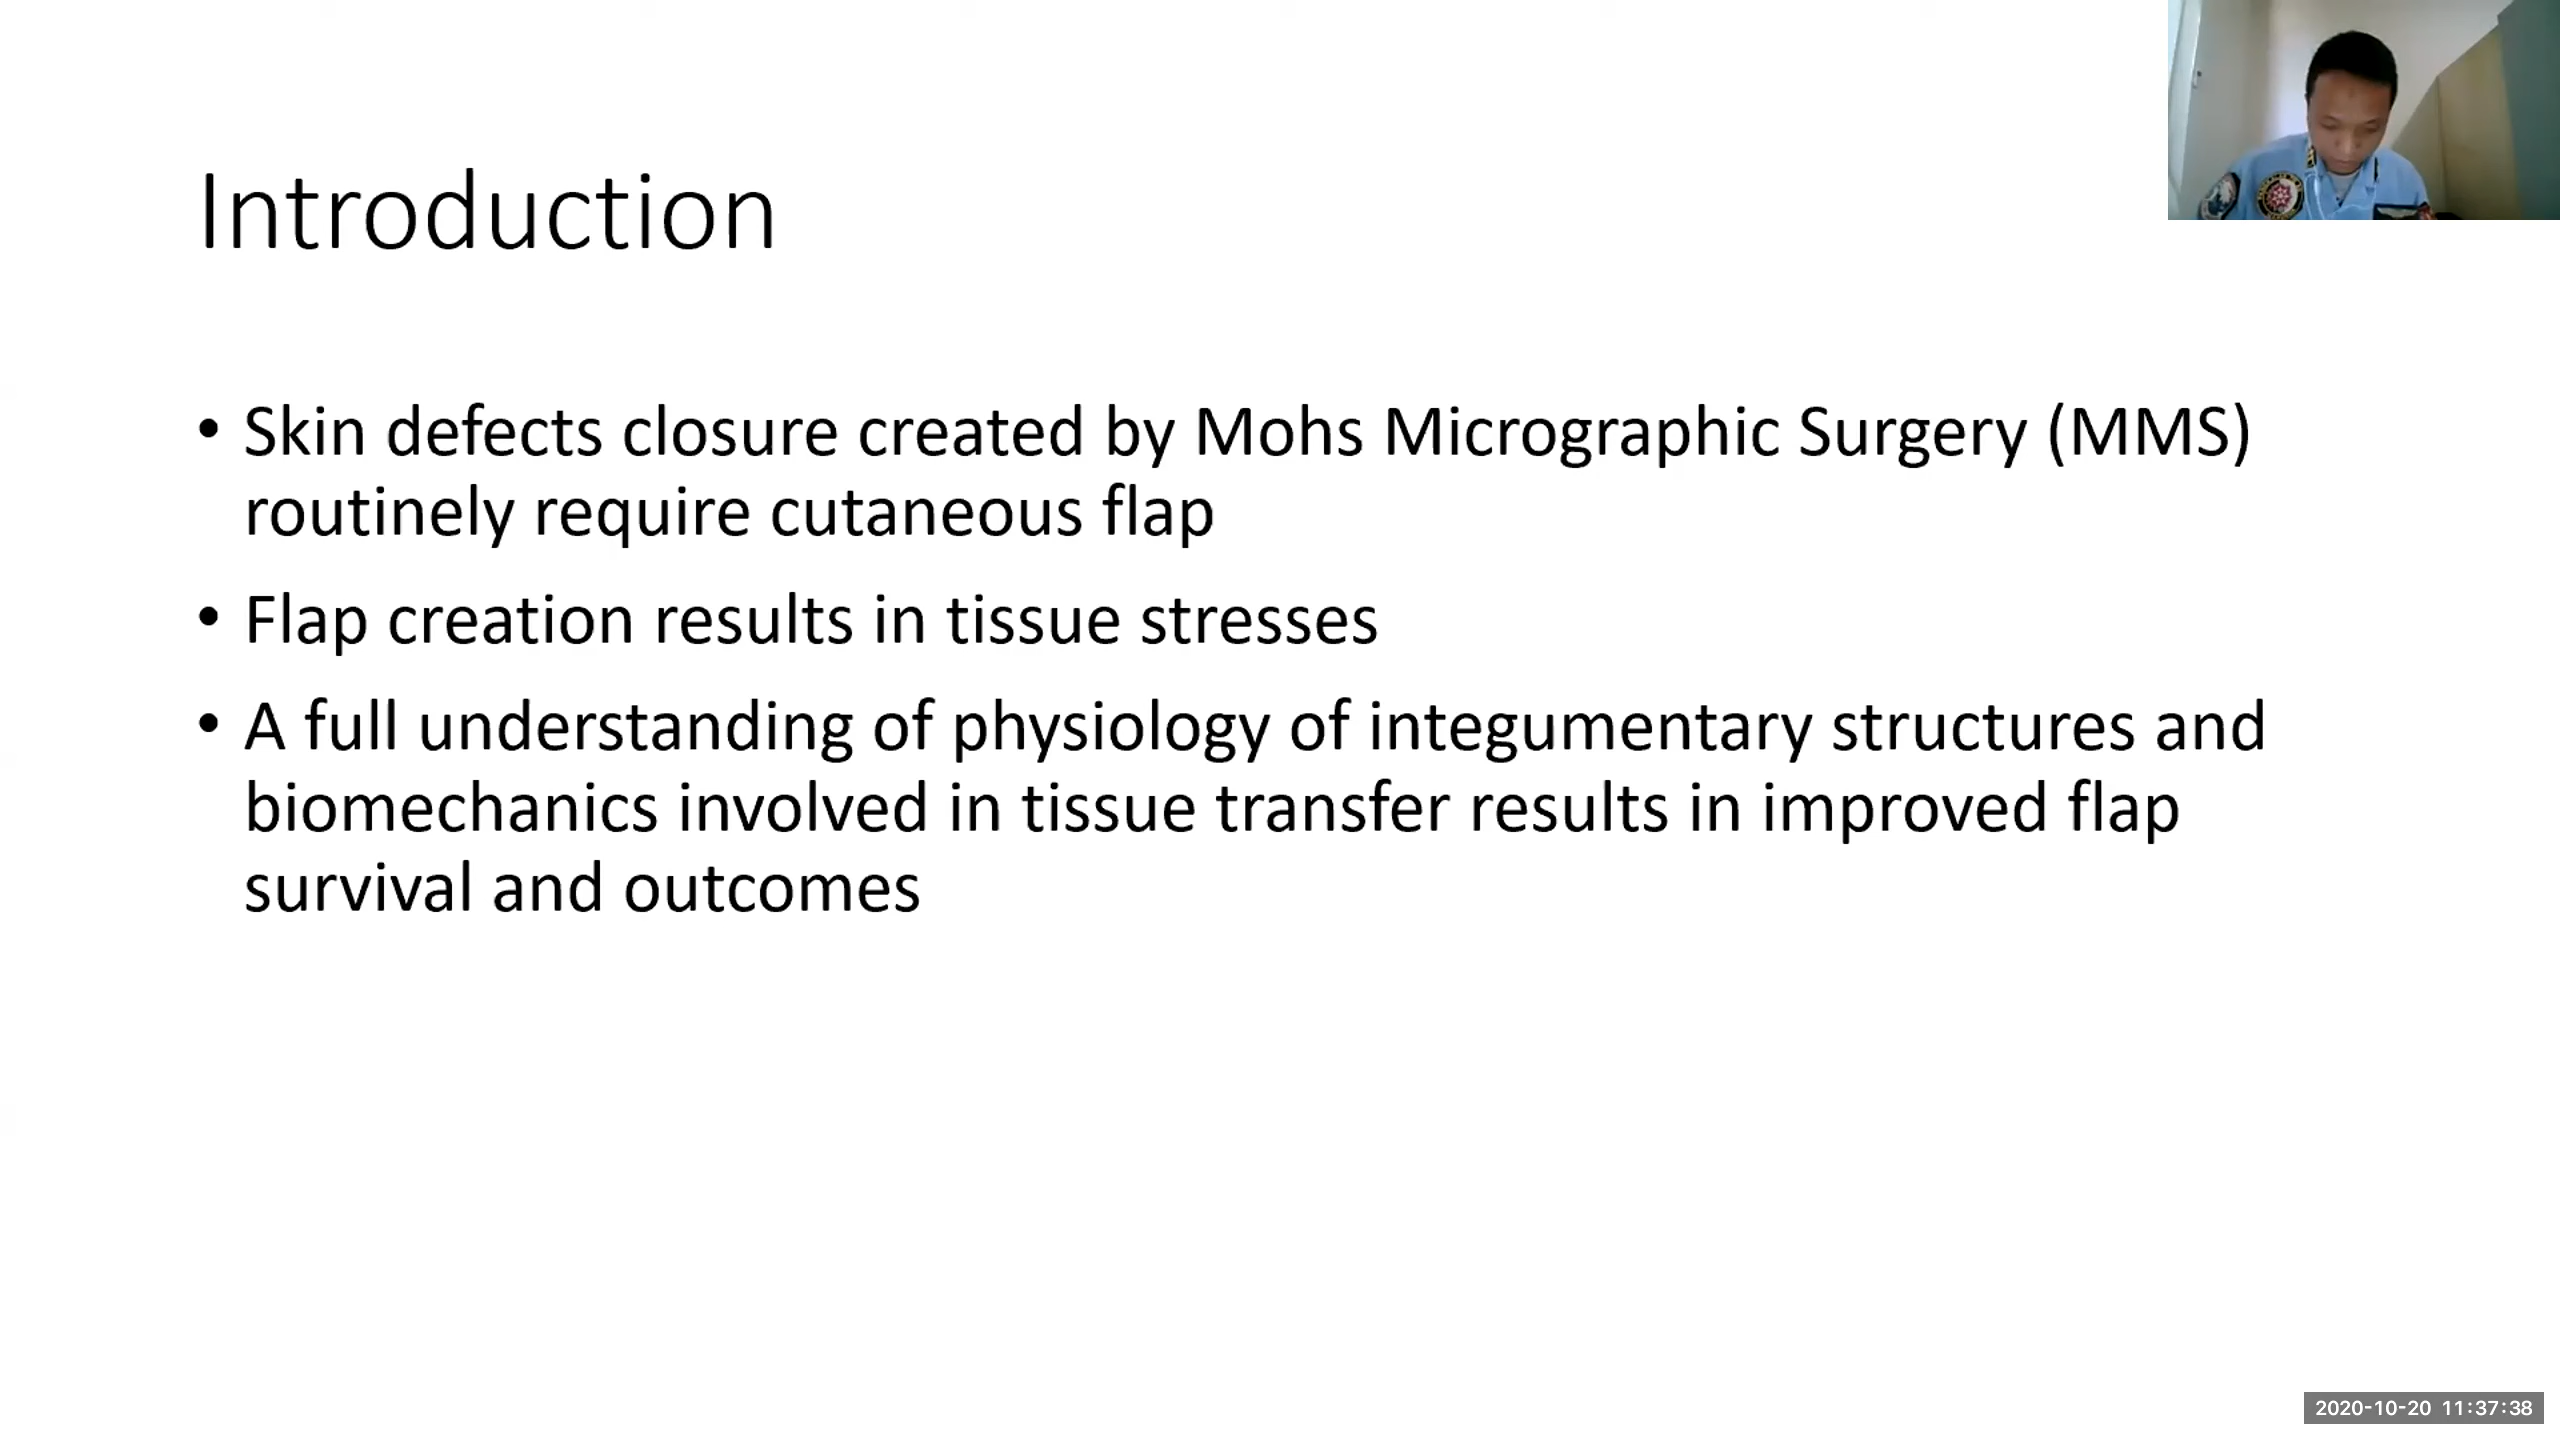 Introduction
• Skin defects closure created by Mohs Micrographic Surgery (MMS)
routinely require cutaneous flap
• Flap creation results in tissue stresses
• A full understanding of physiology of integumentary structures and
biomechanics involved in tissue transfer results in improved flap
survival and outcomes
2020-10-20 11:37:38